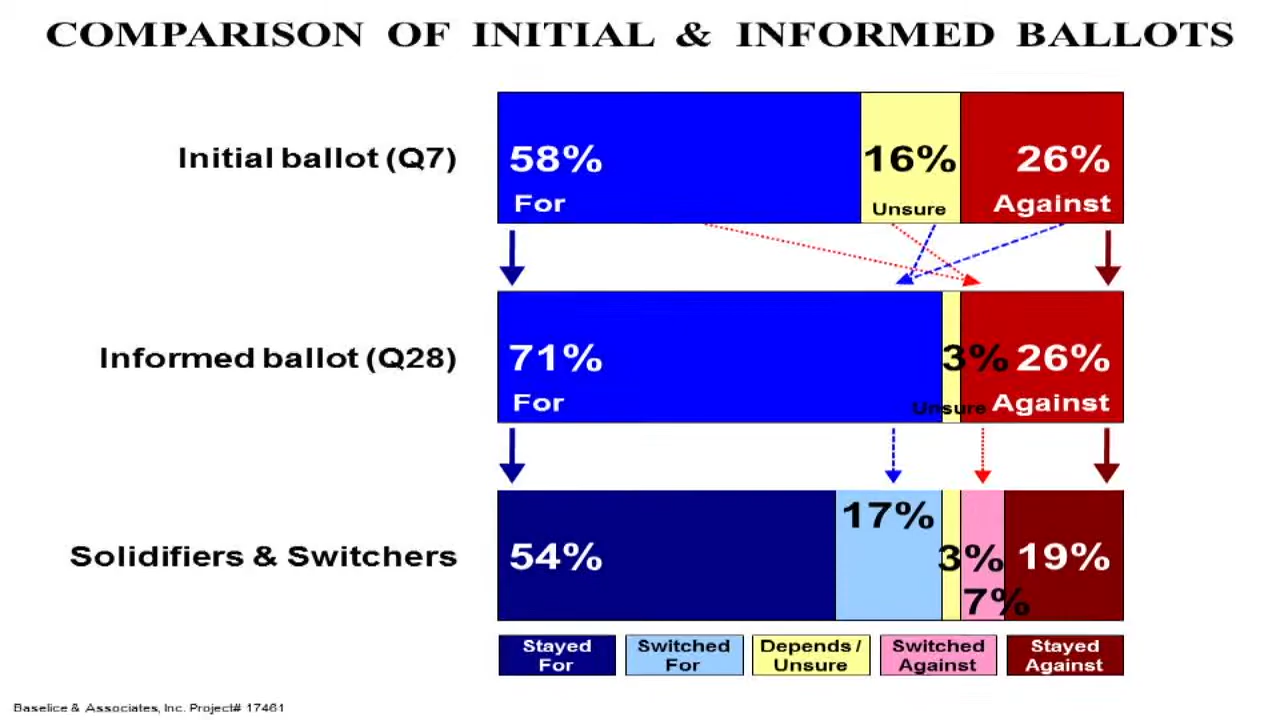 COMPARISON OF INITIAL & INFORMED BALLOTS
Initial ballot (Q7)
58%
For
16%
Unsure
26%
Against
Informed ballot (Q28)
71%
For
3%
Unsure
26%
Against
Solidifiers & Switchers
54%
17%
3%
7%
19%
Stayed
For
Switched
For
Depends /
Unsure
Switched
Against
Stayed
Against
Baselice & Associates, Inc. Project# 17461